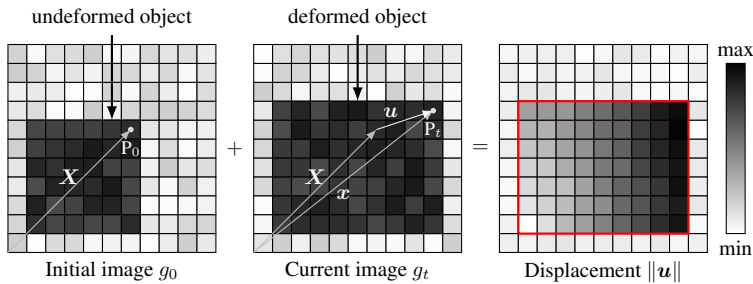 undeformed object
deformed object
max
P₀
X
+
u
Pₜ
X
x
=
min
Initial image g₀
Current image gₜ
Displacement ‖u‖